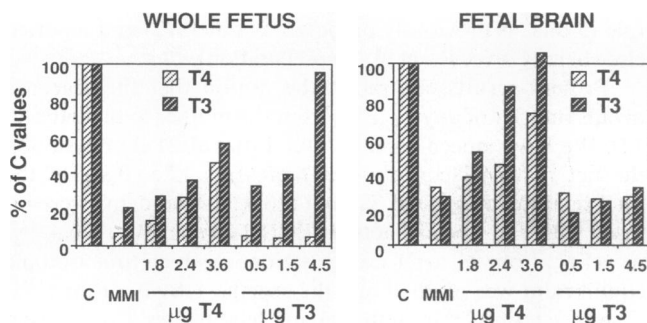 WHOLE FETUS
% of C values
100
80
60
40
20
0
T4
T3
1.8 2.4 3.6 0.5 1.5 4.5
C MMI
μg T4 μg T3
FETAL BRAIN
100
80
60
40
20
0
T4
T3
1.8 2.4 3.6 0.5 1.5 4.5
C MMI
μg T4 μg T3